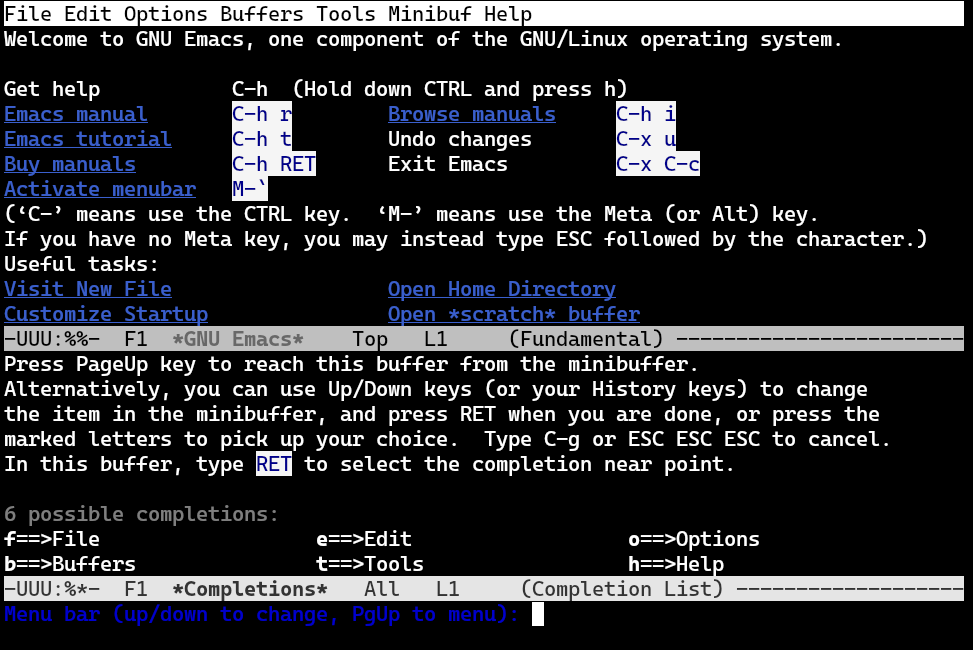 File Edit Options Buffers Tools Minibuf Help
Welcome to GNU Emacs, one component of the GNU/Linux operating system.
Get help           C-h  (Hold down CTRL and press h)
Emacs manual       C-h r        Browse manuals     C-h i
Emacs tutorial     C-h t        Undo changes       C-x u
Buy manuals        C-h RET      Exit Emacs         C-x C-c
Activate menubar   M-`
(‘C-’ means use the CTRL key.  ‘M-’ means use the Meta (or Alt) key.
If you have no Meta key, you may instead type ESC followed by the character.)
Useful tasks:
Visit New File                  Open Home Directory
Customize Startup               Open *scratch* buffer
-UUU:%%-  F1  *GNU Emacs*    Top   L1     (Fundamental) ------------------------
Press PageUp key to reach this buffer from the minibuffer.
Alternatively, you can use Up/Down keys (or your History keys) to change
the item in the minibuffer, and press RET when you are done, or press the
marked letters to pick up your choice.  Type C-g or ESC ESC ESC to cancel.
In this buffer, type RET to select the completion near point.
6 possible completions:
f==>File                  e==>Edit                  o==>Options
b==>Buffers               t==>Tools                 h==>Help
-UUU:%*-  F1  *Completions*   All   L1     (Completion List) -------------------
Menu bar (up/down to change, PgUp to menu):